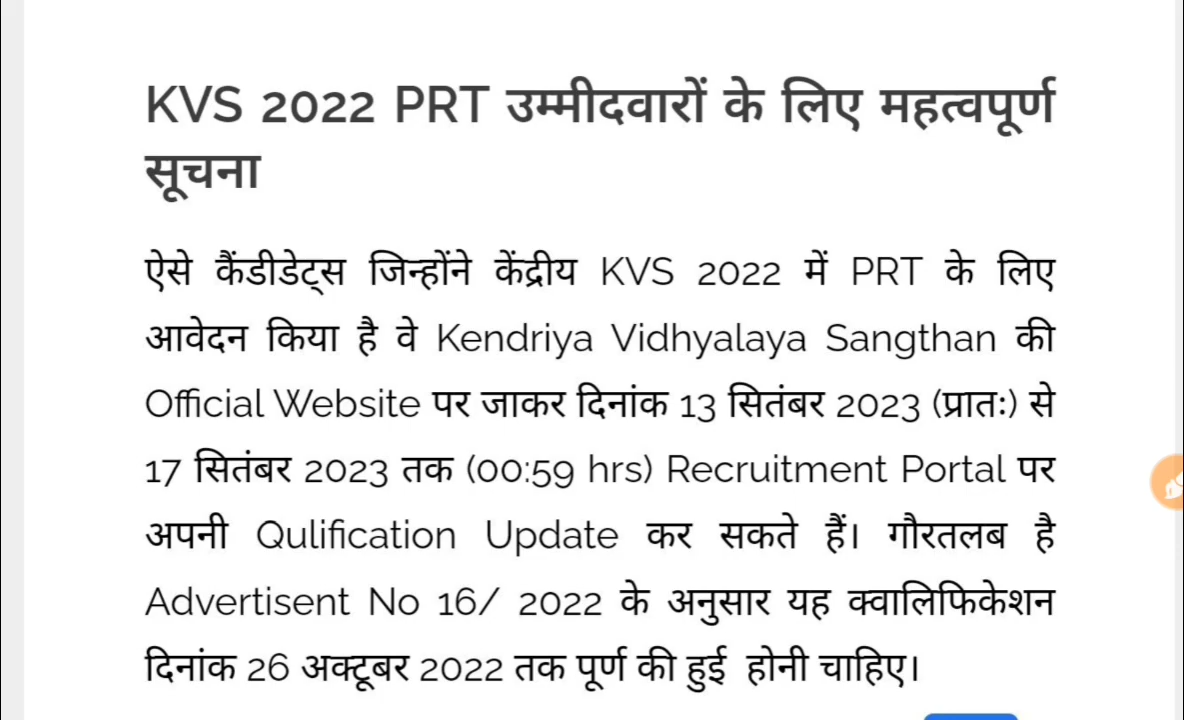 KVS 2022 PRT उम्मीदवारों के लिए महत्वपूर्ण
सूचना
ऐसे कैंडीडेट्स जिन्होंने केंद्रीय KVS 2022 में PRT के लिए
आवेदन किया है वे Kendriya Vidhyalaya Sangthan की
Official Website पर जाकर दिनांक 13 सितंबर 2023 (प्रातः) से
17 सितंबर 2023 तक (00:59 hrs) Recruitment Portal पर
अपनी Qulification Update कर सकते हैं। गौरतलब है
Advertisent No 16/ 2022 के अनुसार यह क्वालिफिकेशन
दिनांक 26 अक्टूबर 2022 तक पूर्ण की हुई होनी चाहिए।